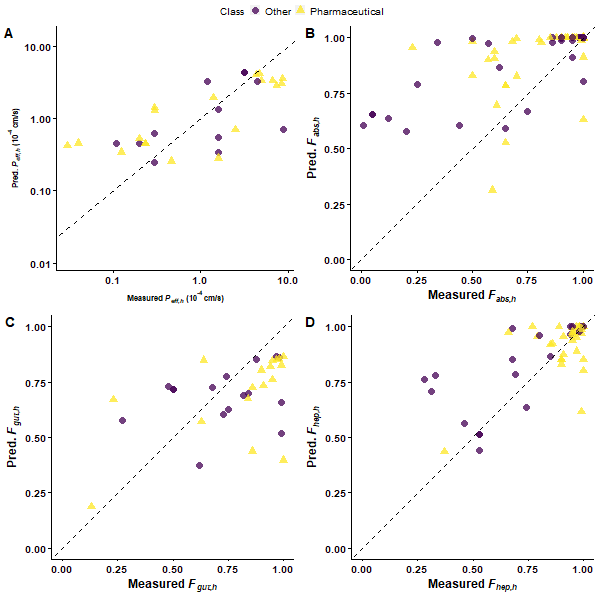 Class Other Pharmaceutical
A
10.00
1.00
0.10
0.01
0.1 1.0 10.0
Pred. Peff,h (10⁻⁴ cm/s)
Measured Peff,h (10⁻⁴ cm/s)
B
1.00
0.75
0.50
0.25
0.00
0.00 0.25 0.50 0.75 1.00
Pred. Fabs,h
Measured Fabs,h
C
1.00
0.75
0.50
0.25
0.00
0.00 0.25 0.50 0.75 1.00
Pred. Fgut,h
Measured Fgut,h
D
1.00
0.75
0.50
0.25
0.00
0.00 0.25 0.50 0.75 1.00
Pred. Fhep,h
Measured Fhep,h